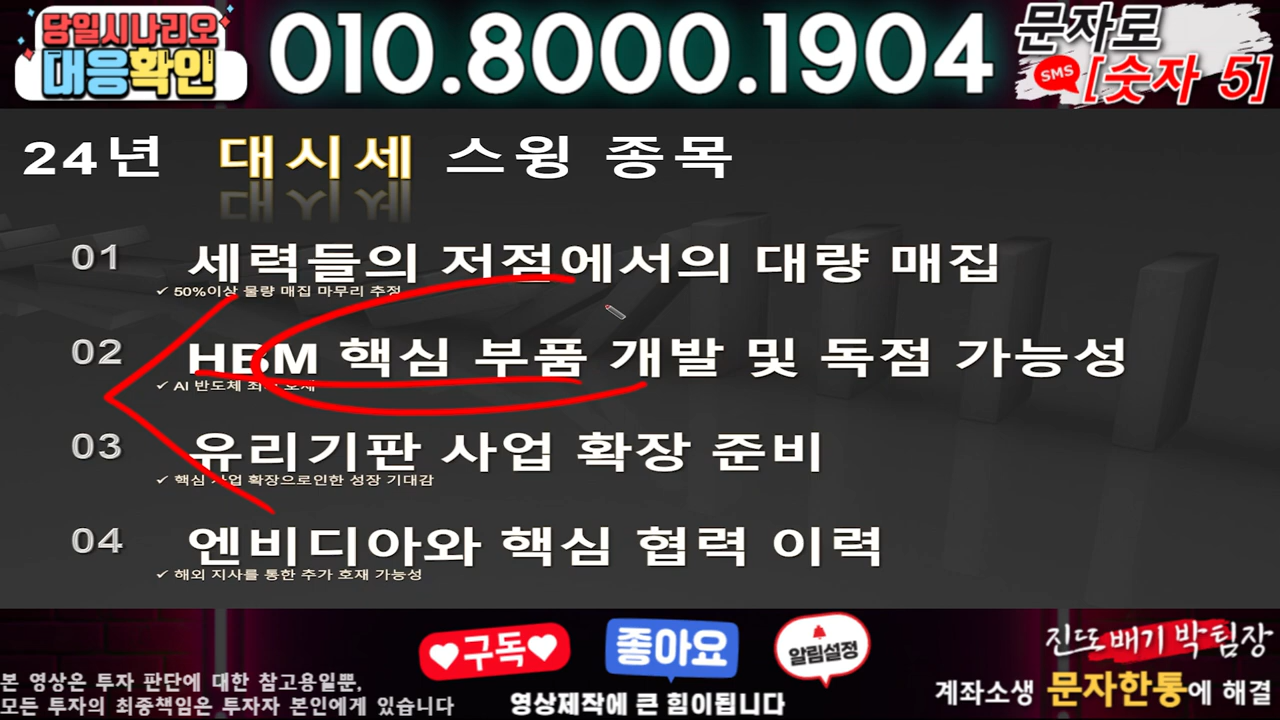 당일시나리오
대응확인
010.8000.1904
문자로
SMS [숫자 5]
24년 대시세 스윙 종목
01 세력들의 저점에서의 대량 매집
✓ 50%이상 물량 매집 마무리 추정
02 HBM 핵심 부품 개발 및 독점 가능성
✓ AI 반도체
03 유리기판 사업 확장 준비
✓ 핵심 사업 확장으로인한 성장 기대감
04 엔비디아와 핵심 협력 이력
✓ 해외 지사를 통한 추가 호재 가능성
구독
좋아요
알림설정
영상제작에 큰 힘이됩니다
본 영상은 투자 판단에 대한 참고용일뿐,
모든 투자의 최종책임은 투자자 본인에게 있습니다
진또배기 박팀장
계좌소생 문자한통에 해결